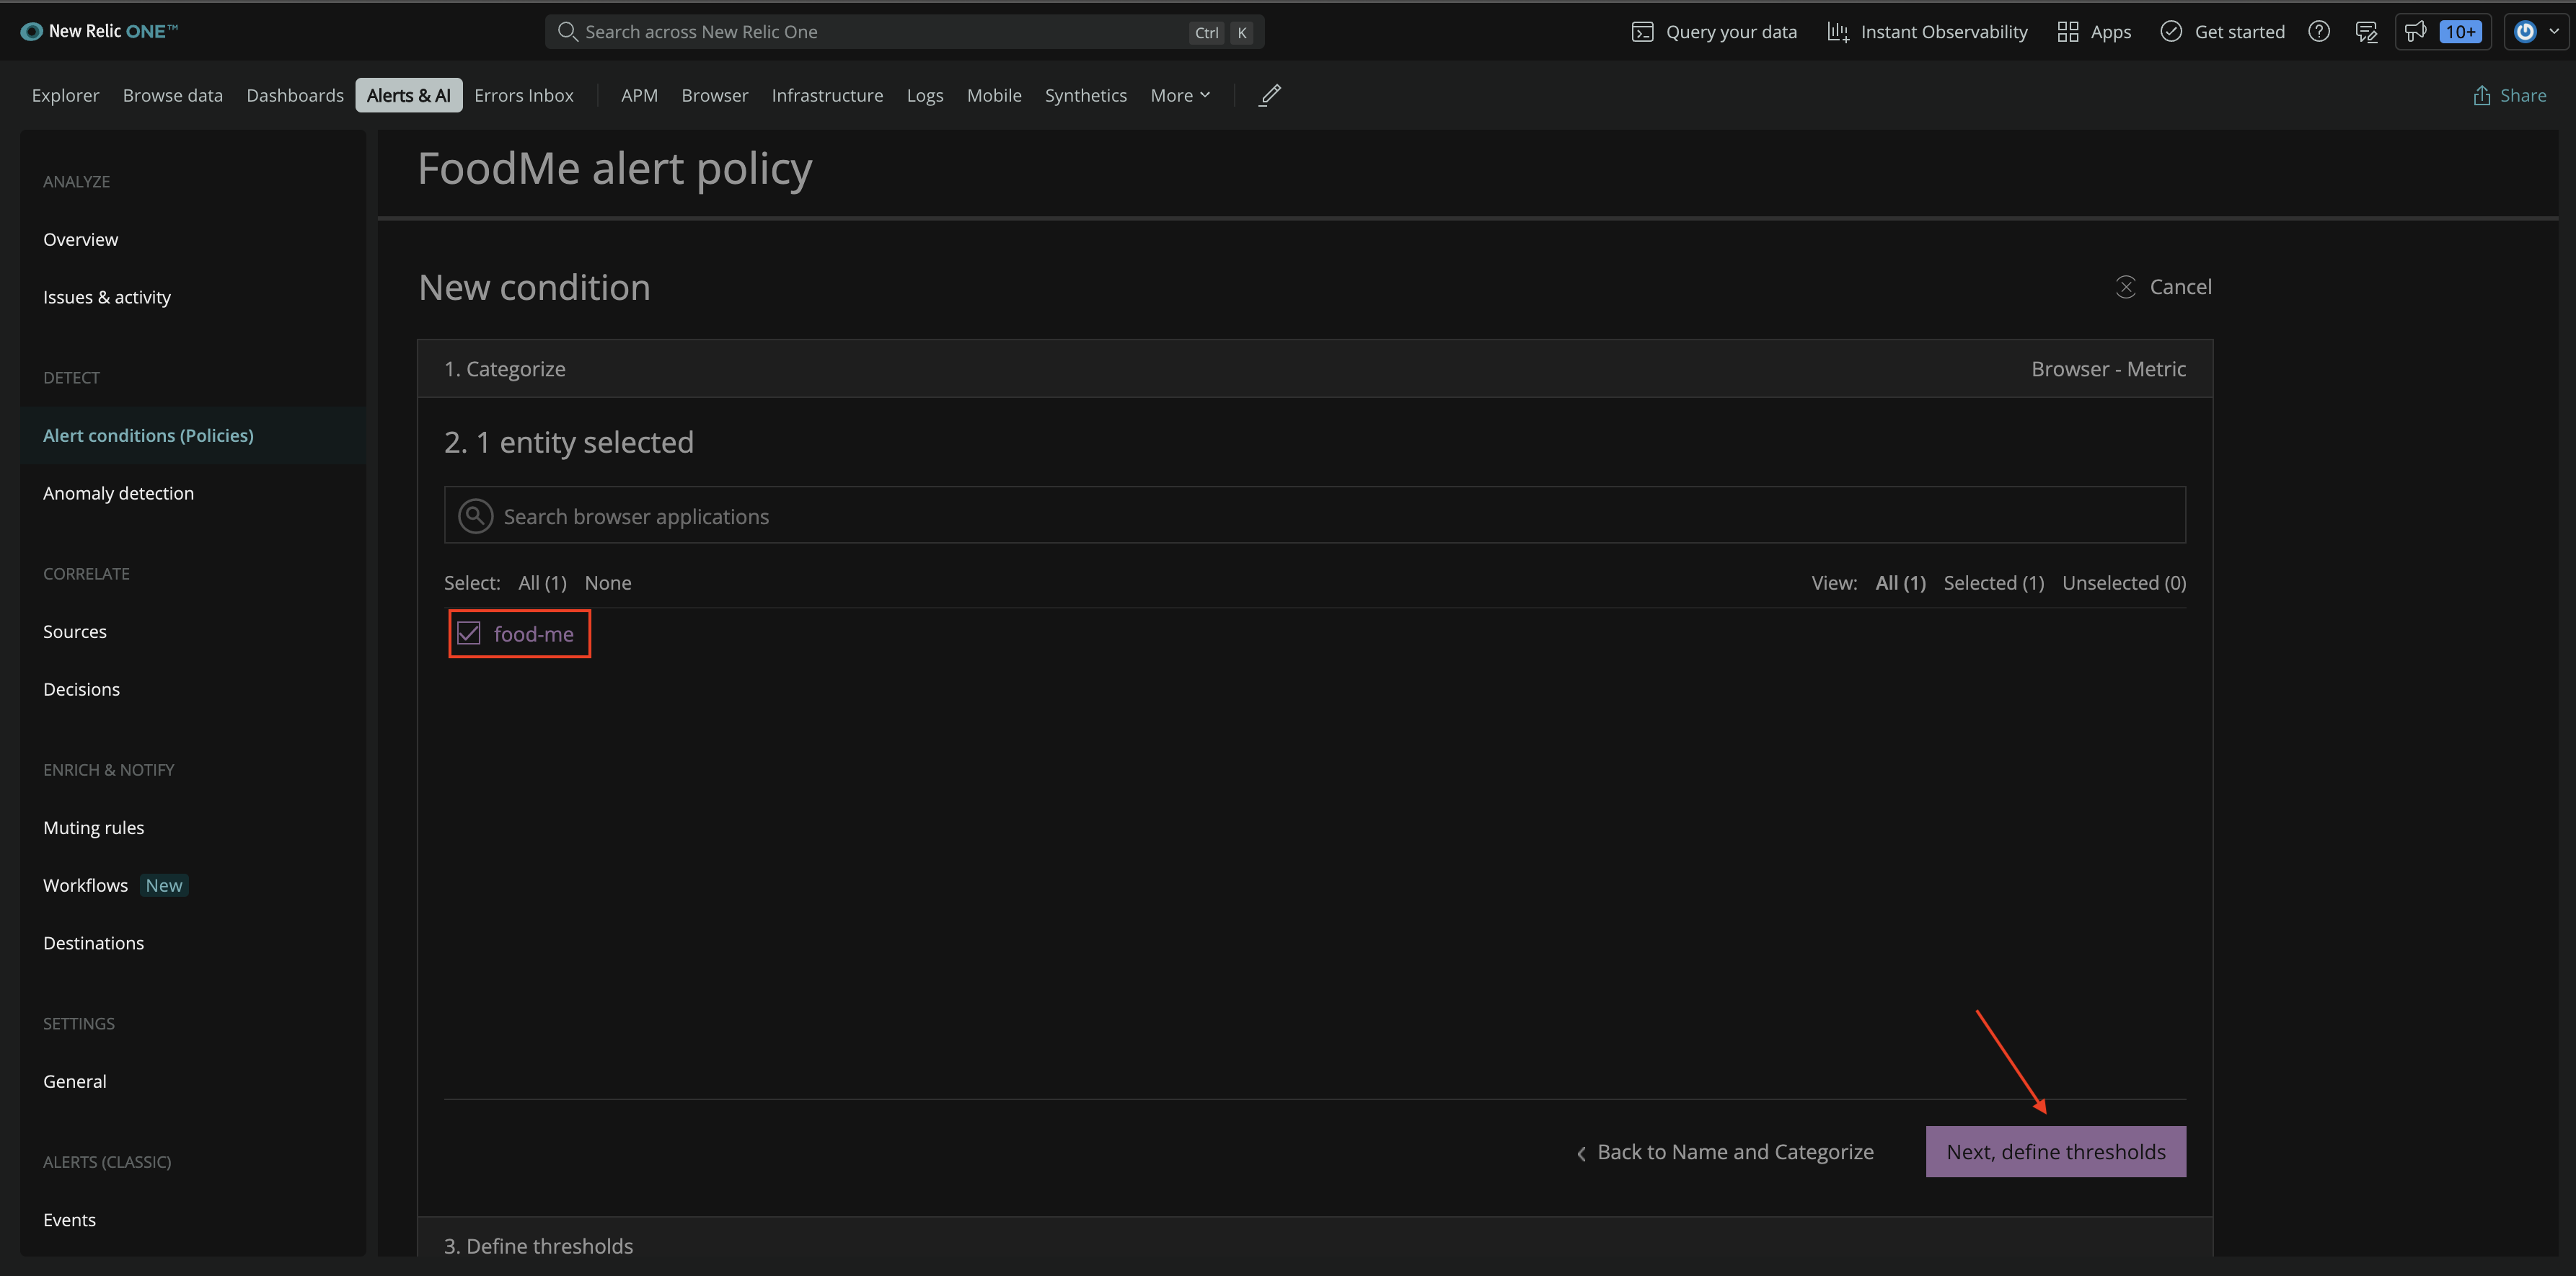 New Relic ONE™
Search across New Relic One
Ctrl K
Query your data
Instant Observability
Apps
Get started
10+
Explorer
Browse data
Dashboards
Alerts & AI
Errors Inbox
APM
Browser
Infrastructure
Logs
Mobile
Synthetics
More
Share
ANALYZE
Overview
Issues & activity
DETECT
Alert conditions (Policies)
Anomaly detection
CORRELATE
Sources
Decisions
ENRICH & NOTIFY
Muting rules
Workflows New
Destinations
SETTINGS
General
ALERTS (CLASSIC)
Events
FoodMe alert policy
New condition
Cancel
1. Categorize
Browser - Metric
2. 1 entity selected
Search browser applications
Select: All (1) None
View: All (1) Selected (1) Unselected (0)
food-me
Back to Name and Categorize
Next, define thresholds
3. Define thresholds